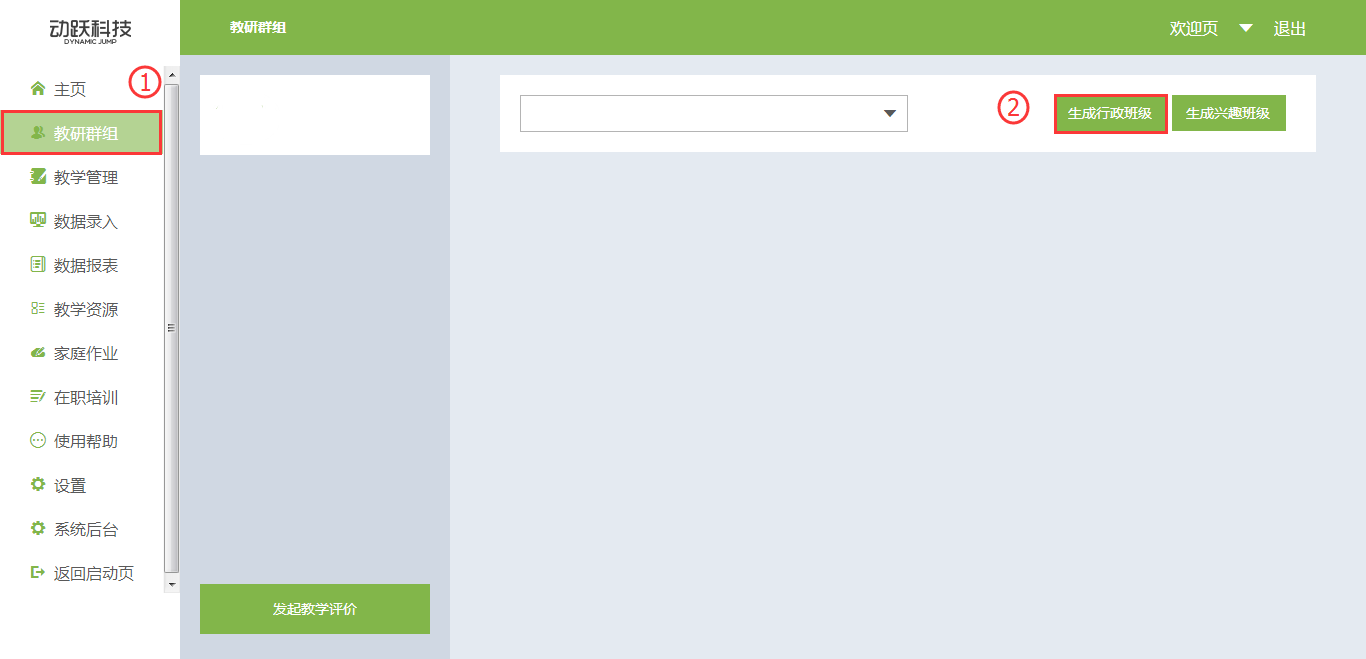 动跃科技
DYNAMIC JUMP
教研群组
欢迎页
退出
主页
①
教研群组
教学管理
数据录入
数据报表
教学资源
家庭作业
在职培训
使用帮助
设置
系统后台
返回启动页
②
生成行政班级
生成兴趣班级
发起教学评价